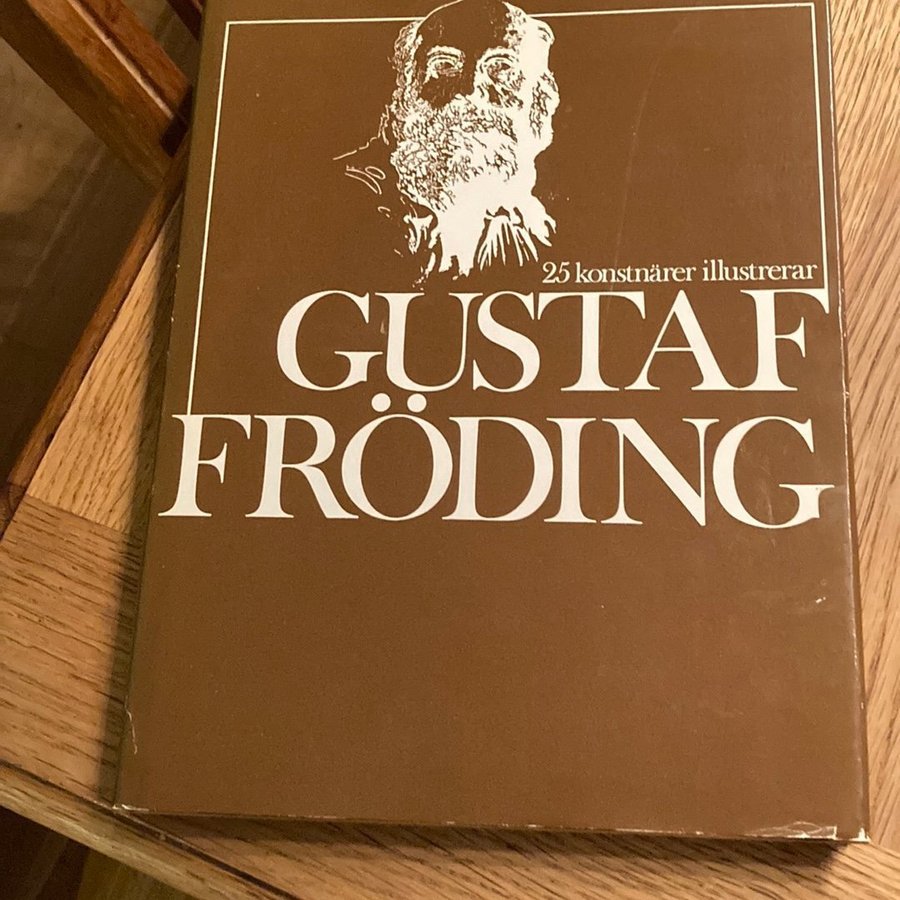 25 konstnärer illustrerar
GUSTAF
FRÖDING